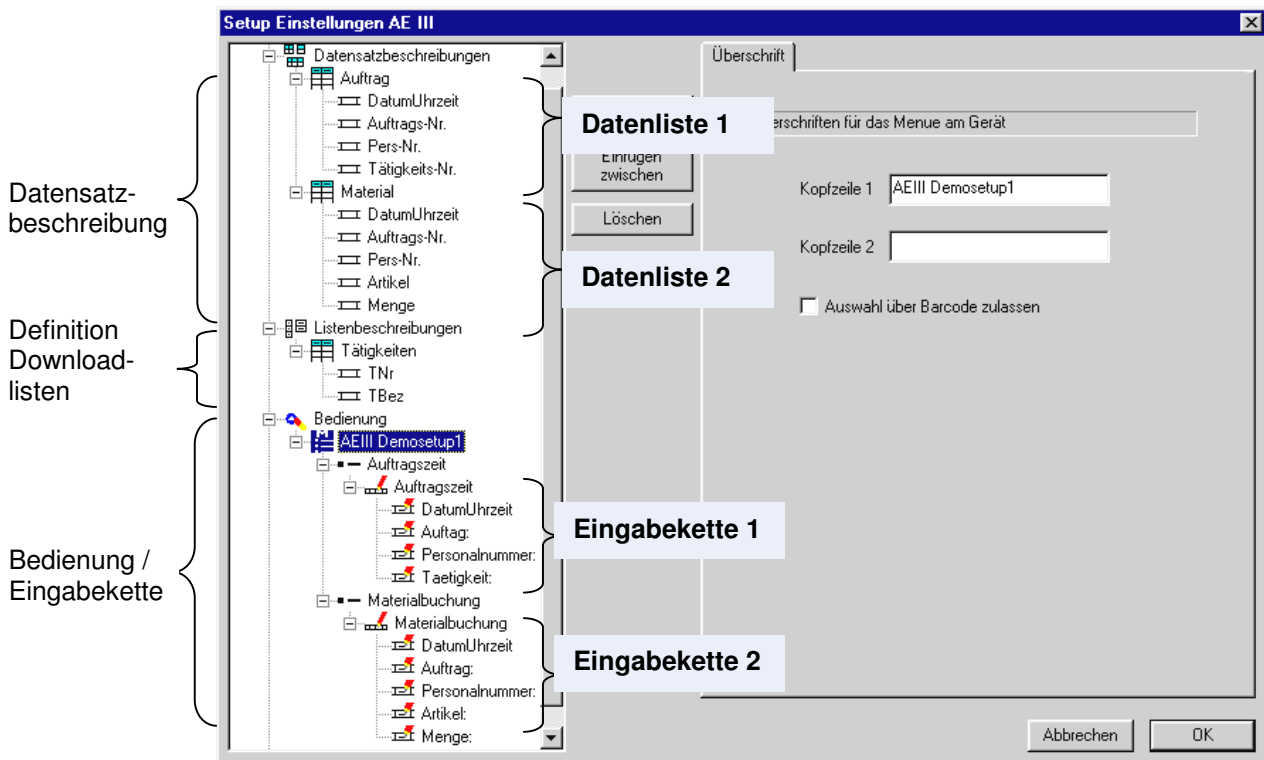 Setup Einstellungen AE III
Datensatzbeschreibungen
Auftrag
DatumUhrzeit
Auftrags-Nr.
Pers-Nr.
Tätigkeits-Nr.
Material
DatumUhrzeit
Auftrags-Nr.
Pers-Nr.
Artikel
Menge
Listenbeschreibungen
Tätigkeiten
TNr
TBez
Bedienung
AEIII Demosetup1
Auftragszeit
Auftragszeit
DatumUhrzeit
Auftag:
Personalnummer:
Taetigkeit:
Materialbuchung
Materialbuchung
DatumUhrzeit
Auftrag:
Personalnummer:
Artikel:
Menge:
Datensatz-
beschreibung
Definition
Download-
listen
Bedienung /
Eingabekette
Datenliste 1
Datenliste 2
Eingabekette 1
Eingabekette 2
Einfügen
zwischen
Löschen
Überschrift
erschriften für das Menue am Gerät
Kopfzeile 1
AEIII Demosetup1
Kopfzeile 2
Auswahl über Barcode zulassen
Abbrechen
OK